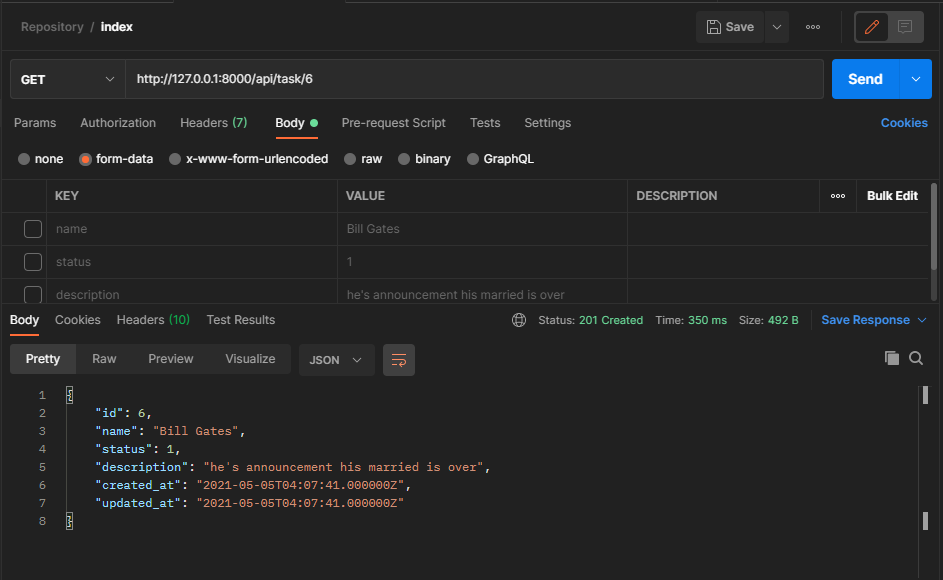 Repository / index
Save
GET http://127.0.0.1:8000/api/task/6 Send
Params Authorization Headers (7) Body Pre-request Script Tests Settings Cookies
none form-data x-www-form-urlencoded raw binary GraphQL
KEY VALUE DESCRIPTION Bulk Edit
name Bill Gates
status 1
description he's announcement his married is over
Body Cookies Headers (10) Test Results Status: 201 Created Time: 350 ms Size: 492 B Save Response
Pretty Raw Preview Visualize JSON
1 {
2 "id": 6,
3 "name": "Bill Gates",
4 "status": 1,
5 "description": "he's announcement his married is over",
6 "created_at": "2021-05-05T04:07:41.000000Z",
7 "updated_at": "2021-05-05T04:07:41.000000Z"
8 }